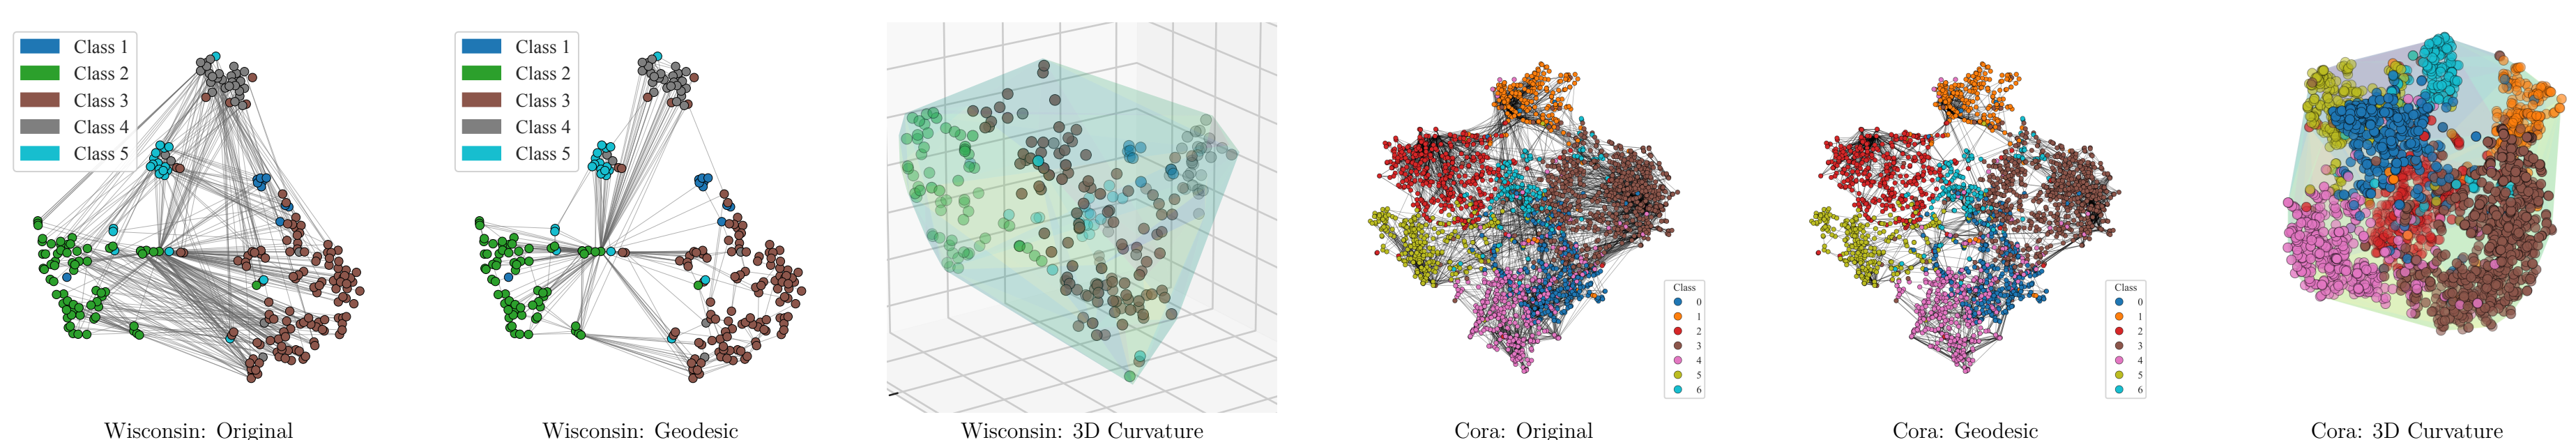 Class 1
Class 2
Class 3
Class 4
Class 5
Wisconsin: Original
Class 1
Class 2
Class 3
Class 4
Class 5
Wisconsin: Geodesic
Wisconsin: 3D Curvature
Class
0
1
2
3
4
5
6
Cora: Original
Class
0
1
2
3
4
5
6
Cora: Geodesic
Cora: 3D Curvature